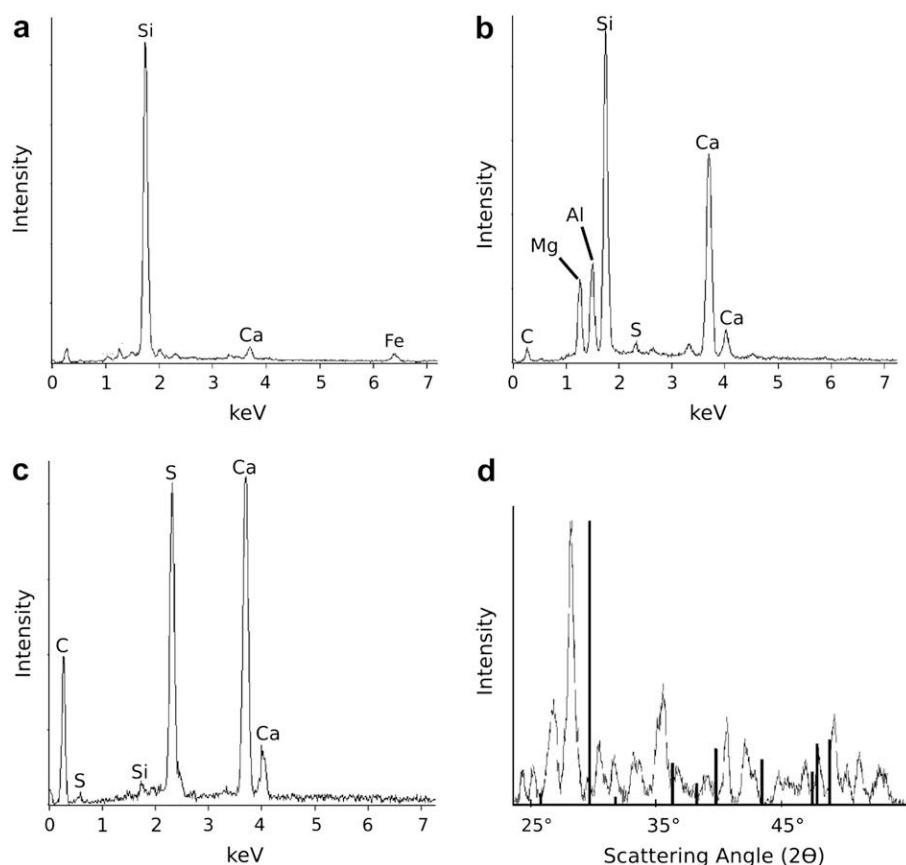 a
Si
Ca
Fe
Intensity
0 1 2 3 4 5 6 7
keV
b
Si
Ca
Al
Mg
C
S
Ca
Intensity
0 1 2 3 4 5 6 7
keV
c
S
Ca
C
Ca
S
Si
Intensity
0 1 2 3 4 5 6 7
keV
d
Intensity
25° 35° 45°
Scattering Angle (2Θ)